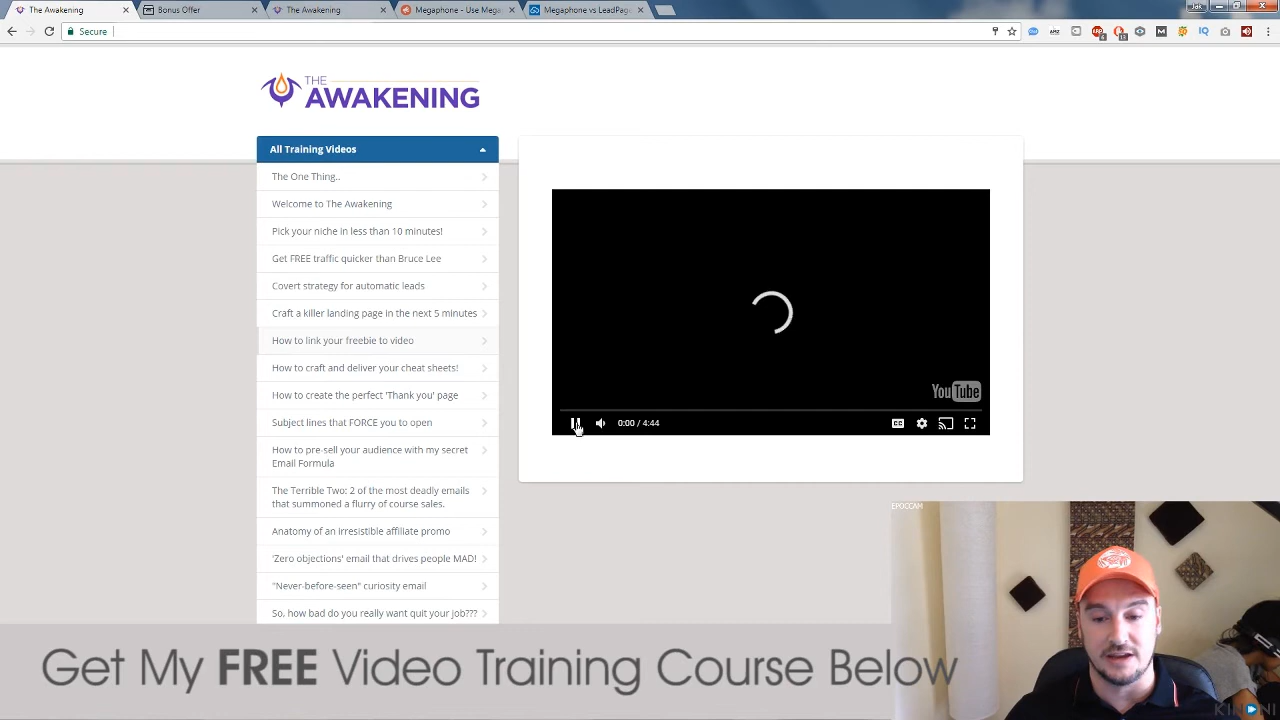 The Awakening
Bonus Offer
The Awakening
Megaphone - Use Mega
Megaphone vs LeadPage
Jak
Secure
THE
AWAKENING
All Training Videos
The One Thing..
Welcome to The Awakening
Pick your niche in less than 10 minutes!
Get FREE traffic quicker than Bruce Lee
Covert strategy for automatic leads
Craft a killer landing page in the next 5 minutes
How to link your freebie to video
How to craft and deliver your cheat sheets!
How to create the perfect 'Thank you' page
Subject lines that FORCE you to open
How to pre-sell your audience with my secret
Email Formula
The Terrible Two: 2 of the most deadly emails
that summoned a flurry of course sales.
Anatomy of an irresistible affiliate promo
'Zero objections' email that drives people MAD!
"Never-before-seen" curiosity email
So, how bad do you really want quit your job???
YouTube
0:00 / 4:44
CC
EPOCCAM
Get My FREE Video Training Course Below
KINONI